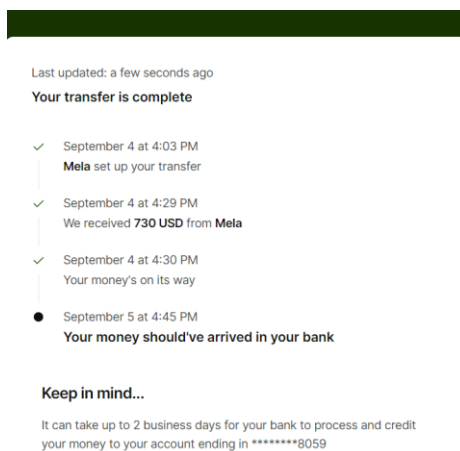 Last updated: a few seconds ago
Your transfer is complete
September 4 at 4:03 PM
Mela set up your transfer
September 4 at 4:29 PM
We received 730 USD from Mela
September 4 at 4:30 PM
Your money's on its way
September 5 at 4:45 PM
Your money should've arrived in your bank
Keep in mind...
It can take up to 2 business days for your bank to process and credit
your money to your account ending in ********8059